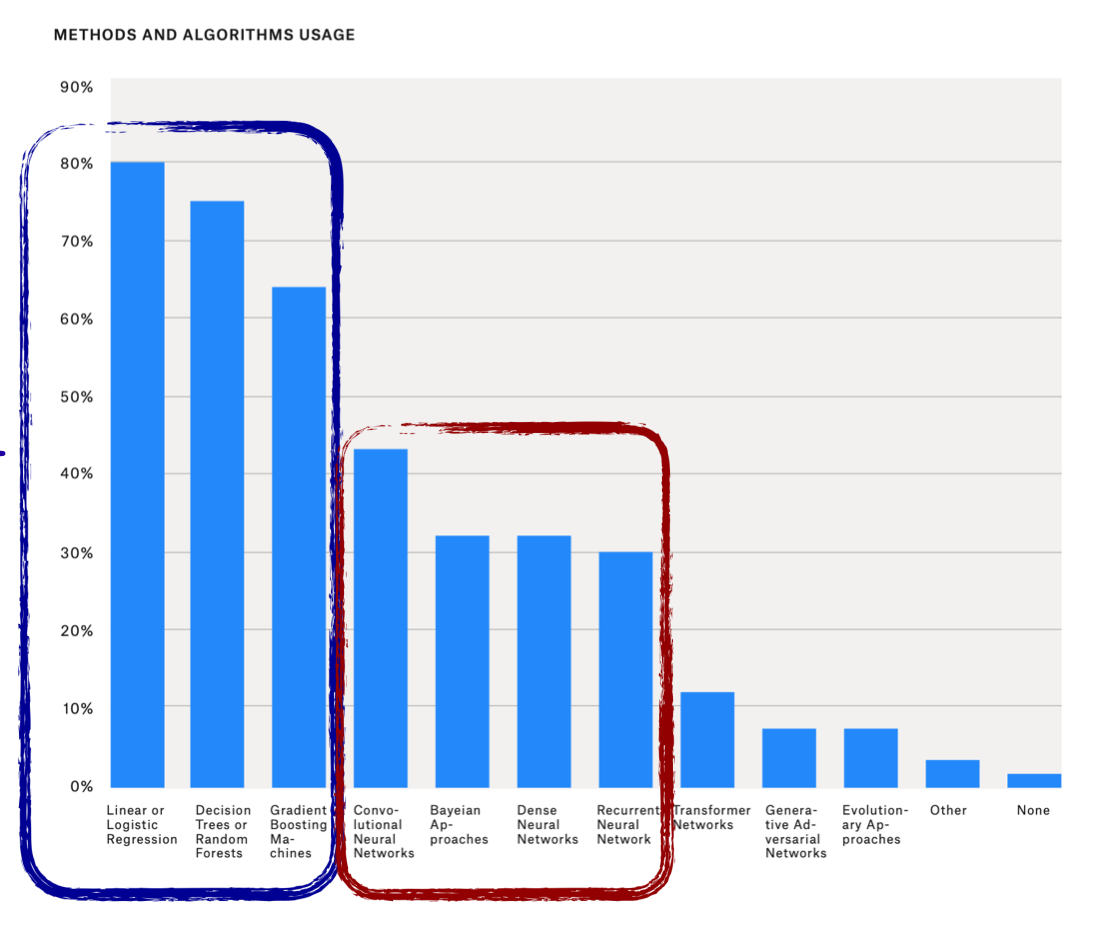 METHODS AND ALGORITHMS USAGE
90%
80%
70%
60%
50%
40%
30%
20%
10%
0%
Linear or
Logistic
Regression
Decision
Trees or
Random
Forests
Gradient
Boosting
Ma-
chines
Convo-
lutional
Neural
Networks
Bayeian
Ap-
proaches
Dense
Neural
Networks
Recurrent
Neural
Network
Transformer
Networks
Genera-
tive Ad-
versarial
Networks
Evolution-
ary Ap-
proaches
Other
None